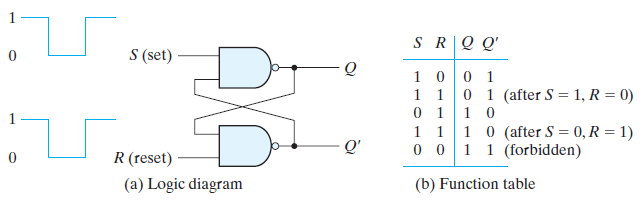 1
0
S (set)
Q
1
0
R (reset)
Q'
(a) Logic diagram
S R Q Q'
1 0 0 1
1 1 0 1 (after S = 1, R = 0)
0 1 1 0
1 1 1 0 (after S = 0, R = 1)
0 0 1 1 (forbidden)
(b) Function table